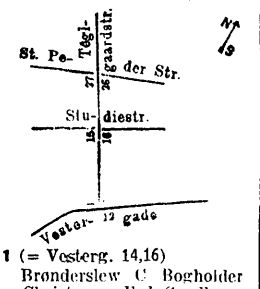 Tégl-
gaardstr.
N
S
St. Pe-
der Str.
27
26
Stu-
diestr.
15
16
Vester-
12
gade
1 (= Vesterg. 14,16)
Brønderslew C Bogholder